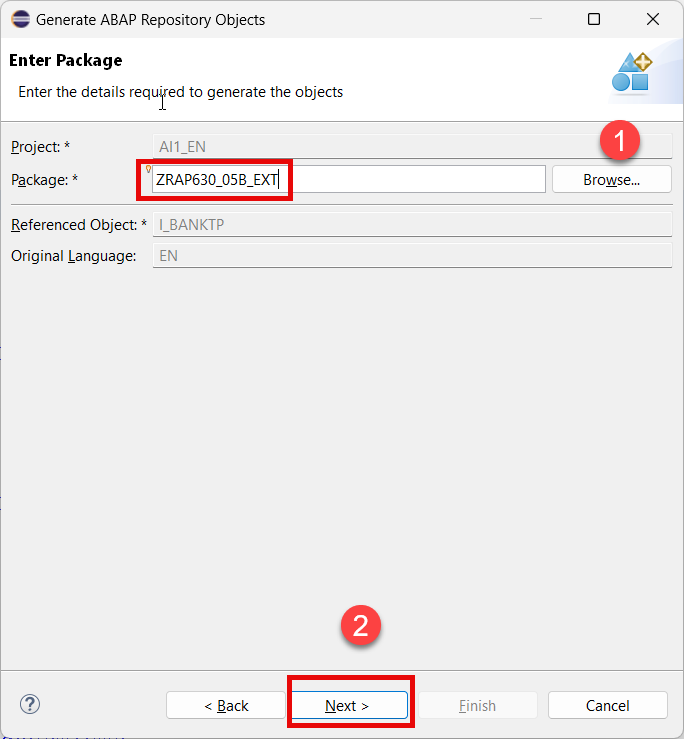 Generate ABAP Repository Objects
Enter Package
Enter the details required to generate the objects
1
Project: * AI1_EN
Package: * ZRAP630_05B_EXT Browse...
Referenced Object: * I_BANKTP
Original Language: EN
2
? < Back Next > Finish Cancel